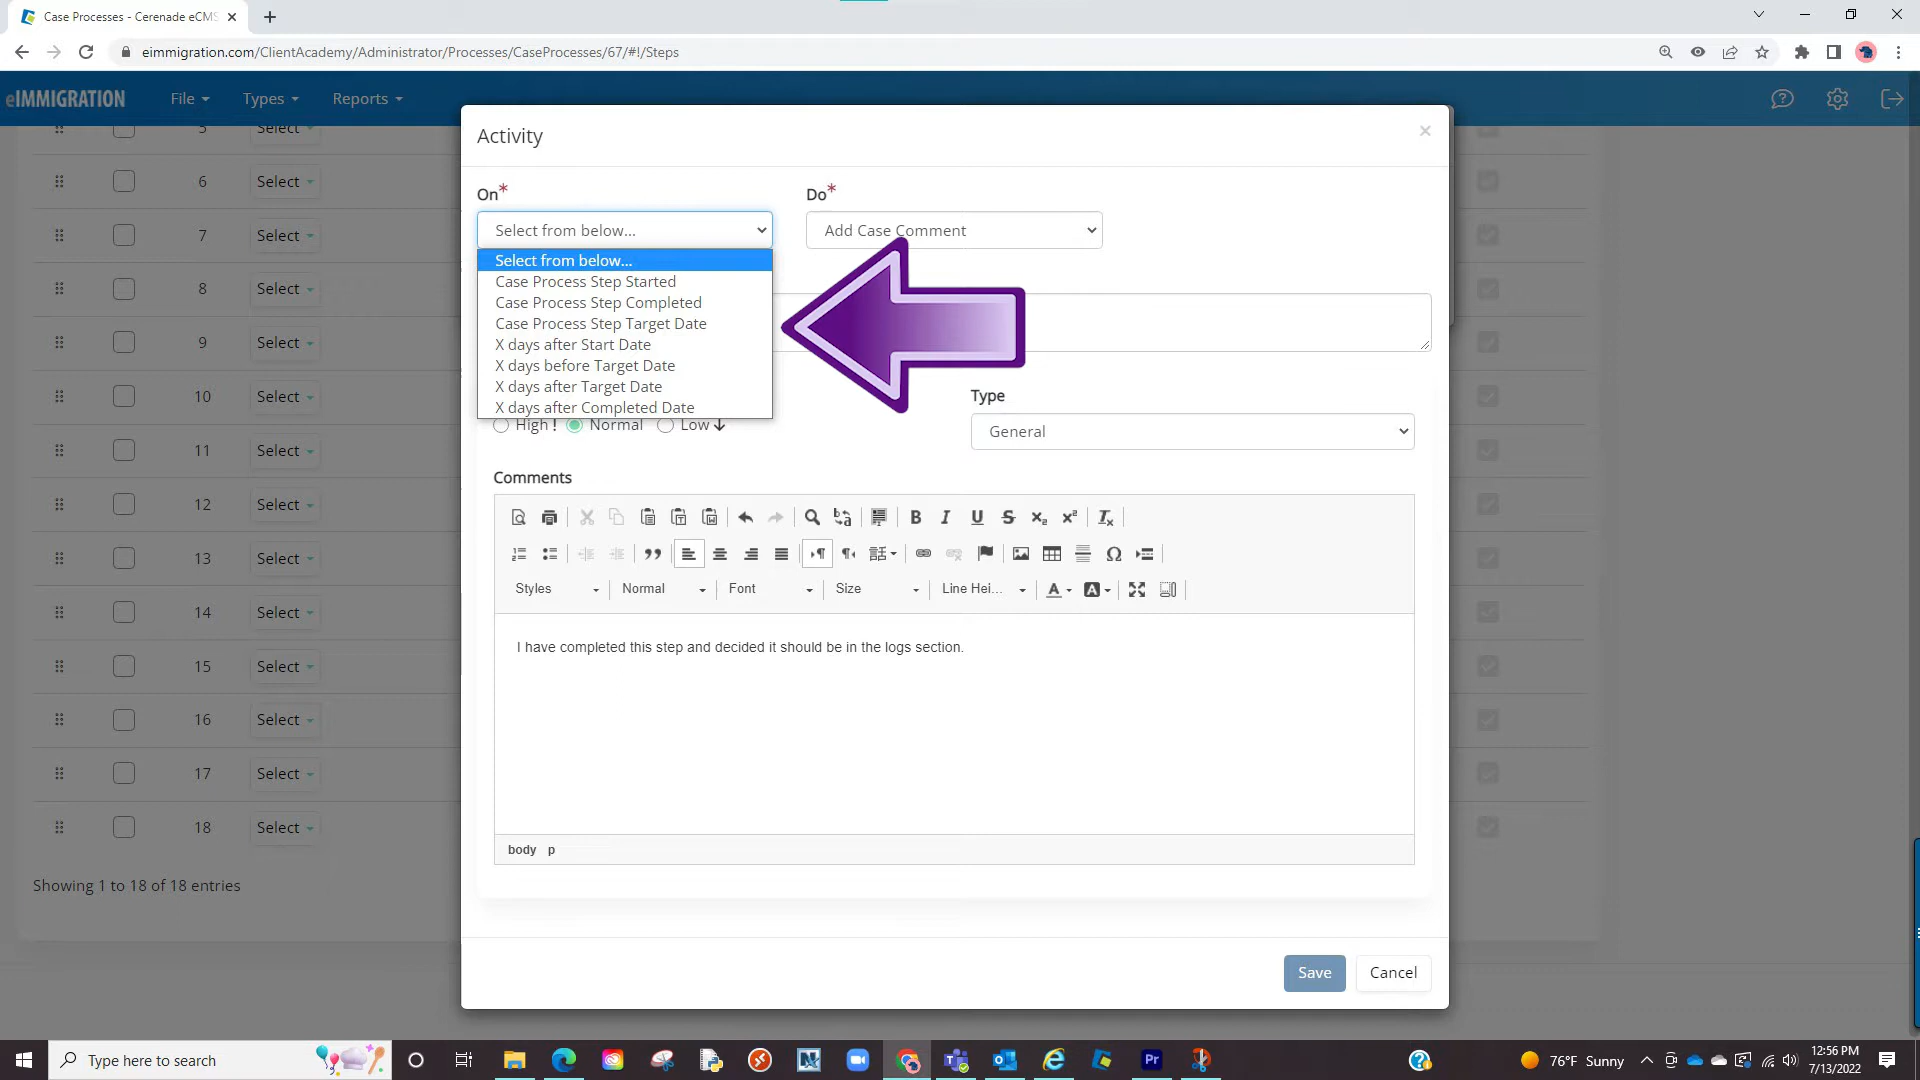 Case Processes - Cerenade eCMS
eimmigration.com/ClientAcademy/Administrator/Processes/CaseProcesses/67/#!/Steps
eIMMIGRATION File Types Reports
Activity
On* Do*
Select from below... Add Case Comment
Select from below...
Case Process Step Started
Case Process Step Completed
Case Process Step Target Date
X days after Start Date
X days before Target Date
X days after Target Date
X days after Completed Date
High ! Normal Low
Type
General
Comments
Styles Normal Font Size Line Hei...
I have completed this step and decided it should be in the logs section.
body p
Save Cancel
5 Select
6 Select
7 Select
8 Select
9 Select
10 Select
11 Select
12 Select
13 Select
14 Select
15 Select
16 Select
17 Select
18 Select
Showing 1 to 18 of 18 entries
Type here to search
Pr
76°F Sunny
12:56 PM
7/13/2022